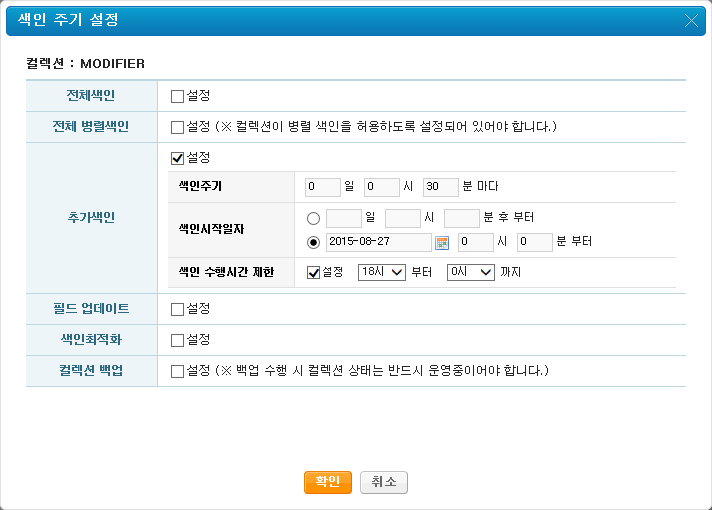 색인 주기 설정
컬렉션 : MODIFIER
전체색인 설정
전체 병렬색인 설정 (※ 컬렉션이 병렬 색인을 허용하도록 설정되어 있어야 합니다.)
추가색인 설정
색인주기 0 일 0 시 30 분 마다
색인시작일자 일 시 분 후 부터
2015-08-27 0 시 0 분 부터
색인 수행시간 제한 설정 18시 부터 0시 까지
필드 업데이트 설정
색인최적화 설정
컬렉션 백업 설정 (※ 백업 수행 시 컬렉션 상태는 반드시 운영중이어야 합니다.)
확인 취소